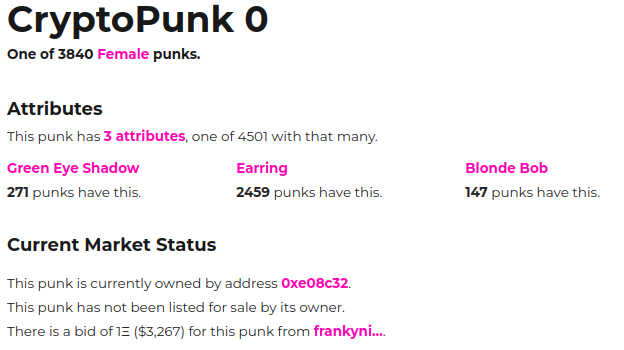 CryptoPunk 0
One of 3840 Female punks.
Attributes
This punk has 3 attributes, one of 4501 with that many.
Green Eye Shadow Earring Blonde Bob
271 punks have this. 2459 punks have this. 147 punks have this.
Current Market Status
This punk is currently owned by address 0xe08c32.
This punk has not been listed for sale by its owner.
There is a bid of 1Ξ ($3,267) for this punk from frankyni....